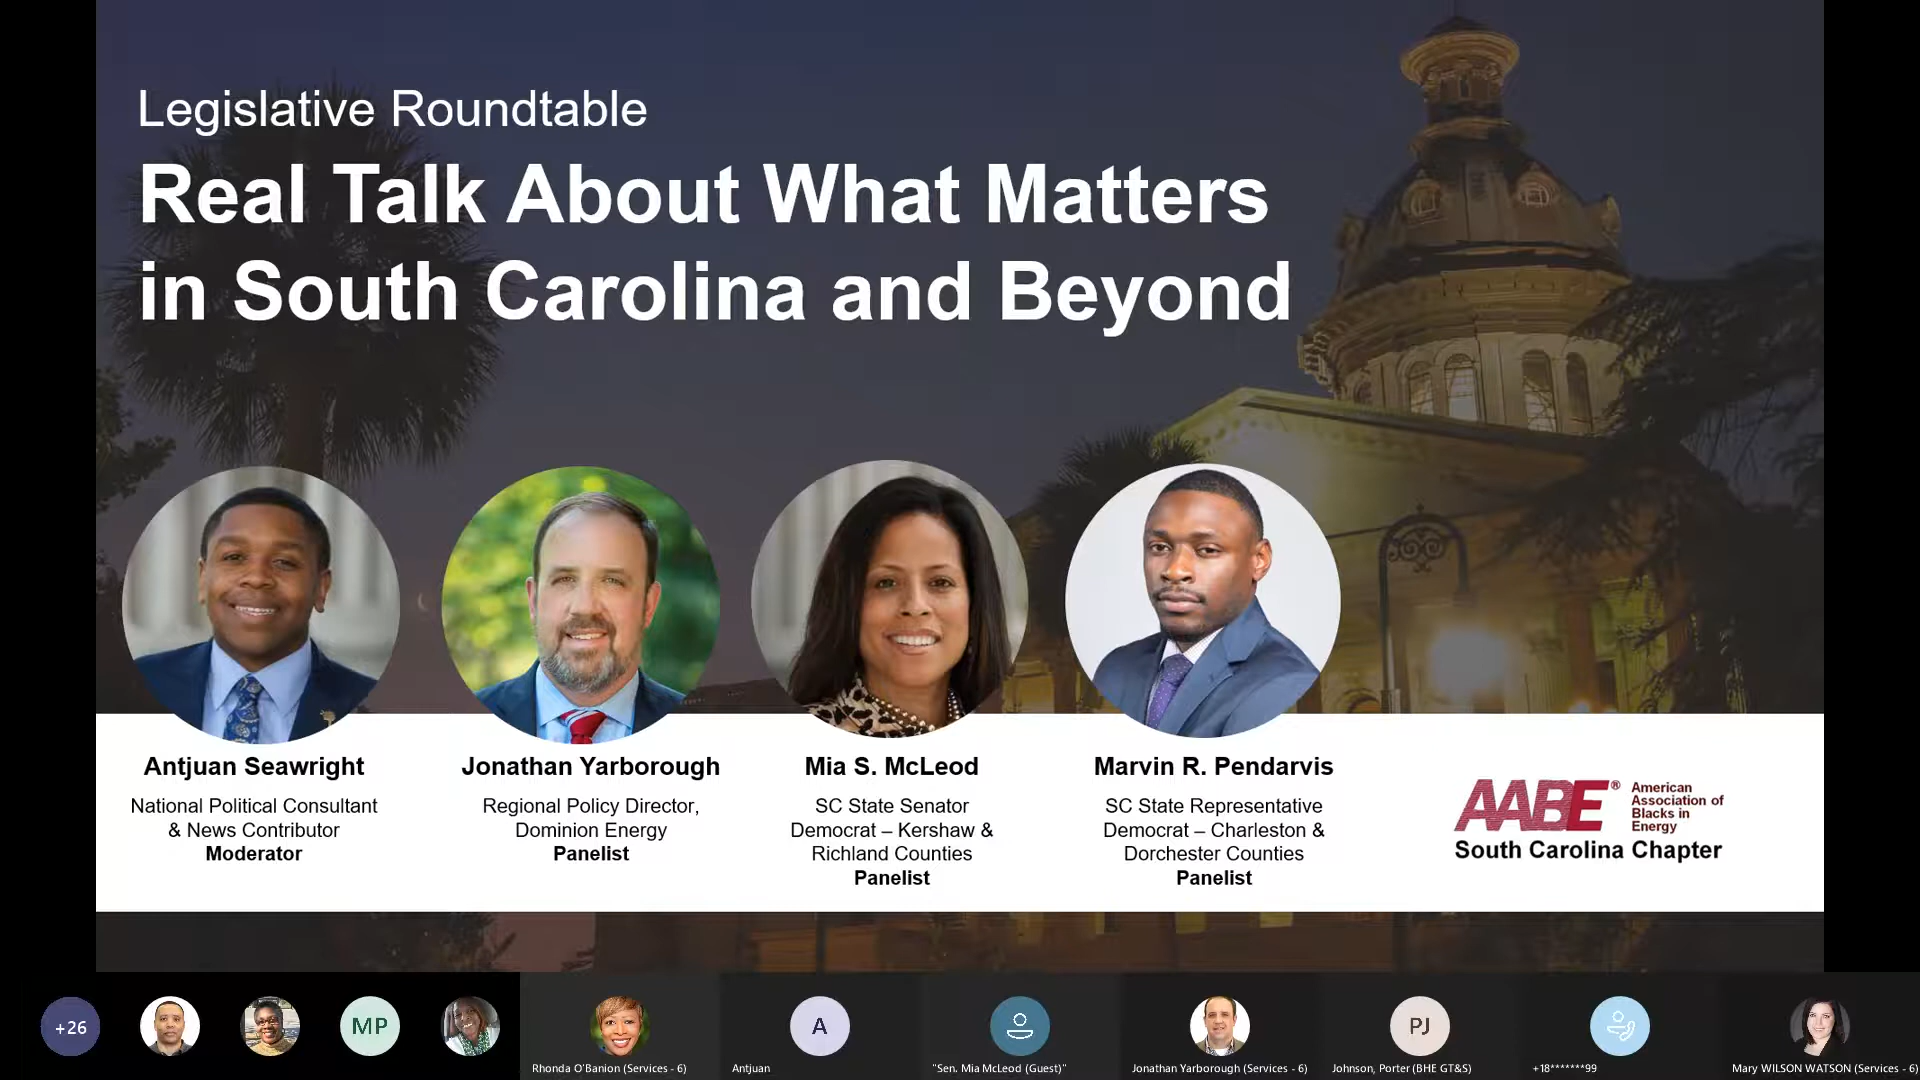 Legislative Roundtable
Real Talk About What Matters
in South Carolina and Beyond
Antjuan Seawright
National Political Consultant
& News Contributor
Moderator
Jonathan Yarborough
Regional Policy Director,
Dominion Energy
Panelist
Mia S. McLeod
SC State Senator
Democrat – Kershaw &
Richland Counties
Panelist
Marvin R. Pendarvis
SC State Representative
Democrat – Charleston &
Dorchester Counties
Panelist
AABE®
American
Association of
Blacks in
Energy
South Carolina Chapter
+26
MP
A
PJ
Rhonda O'Banion (Services - 6)
Antjuan
"Sen. Mia McLeod (Guest)"
Jonathan Yarborough (Services - 6)
Johnson, Porter (BHE GT&S)
+18*******99
Mary WILSON WATSON (Services - 6)